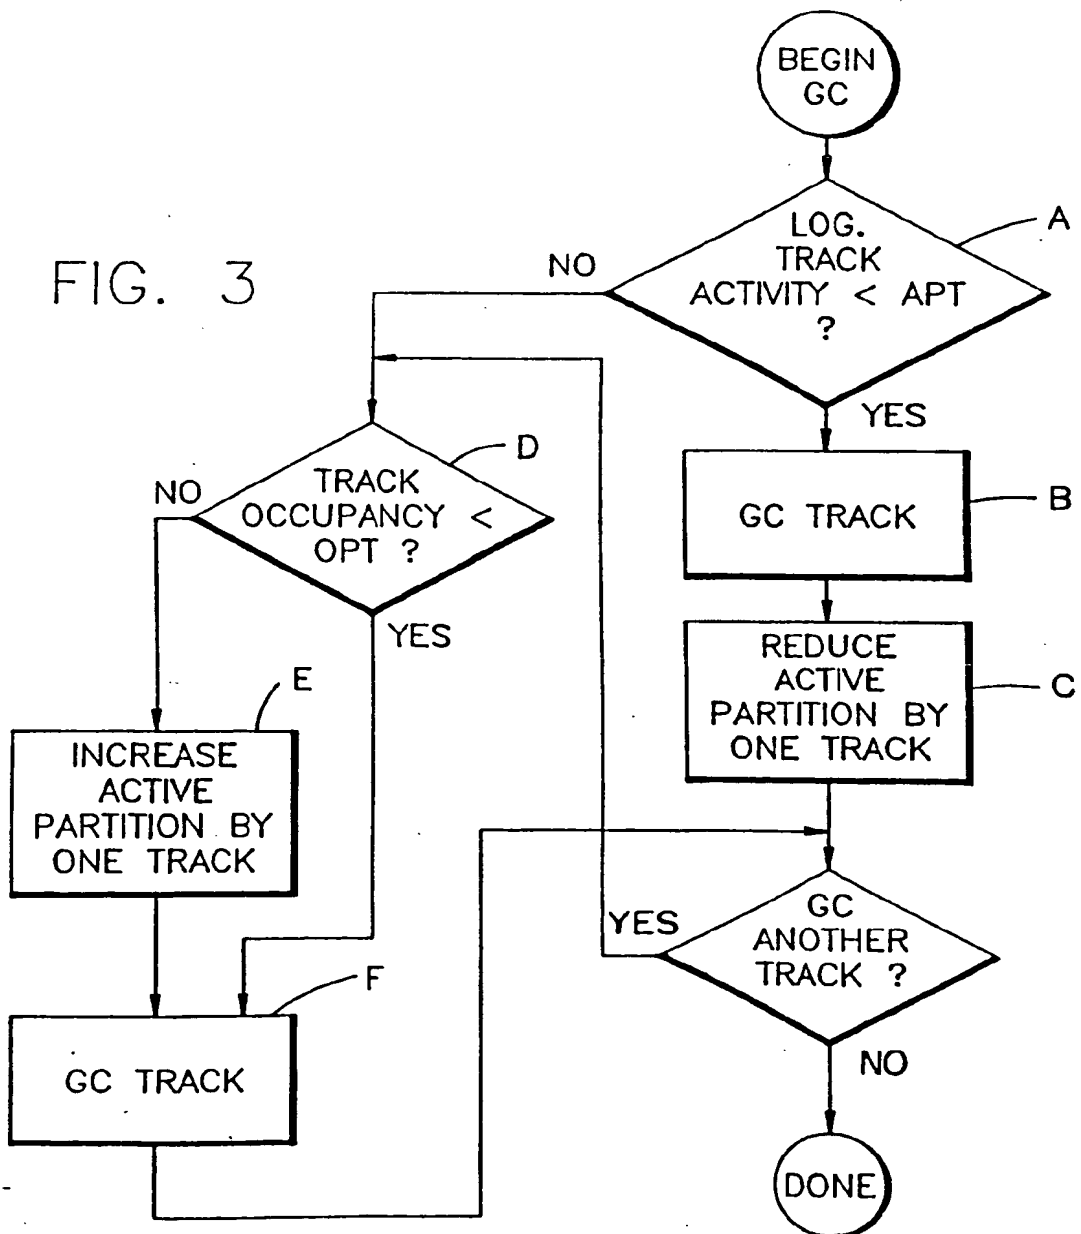 BEGIN
GC
FIG. 3
LOG.
TRACK
ACTIVITY < APT
?
A
NO
YES
GC TRACK
B
REDUCE
ACTIVE
PARTITION BY
ONE TRACK
C
TRACK
OCCUPANCY <
OPT ?
D
NO
YES
INCREASE
ACTIVE
PARTITION BY
ONE TRACK
E
GC TRACK
F
GC
ANOTHER
TRACK ?
YES
NO
DONE